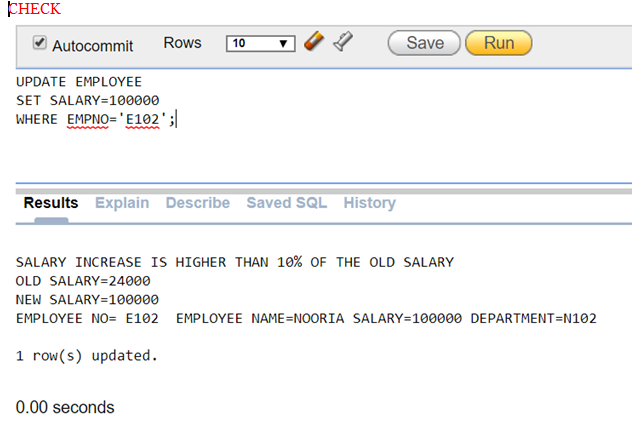 CHECK
Autocommit Rows 10 Save Run
UPDATE EMPLOYEE
SET SALARY=100000
WHERE EMPNO='E102';
Results Explain Describe Saved SQL History
SALARY INCREASE IS HIGHER THAN 10% OF THE OLD SALARY
OLD SALARY=24000
NEW SALARY=100000
EMPLOYEE NO= E102  EMPLOYEE NAME=NOORIA SALARY=100000 DEPARTMENT=N102
1 row(s) updated.
0.00 seconds